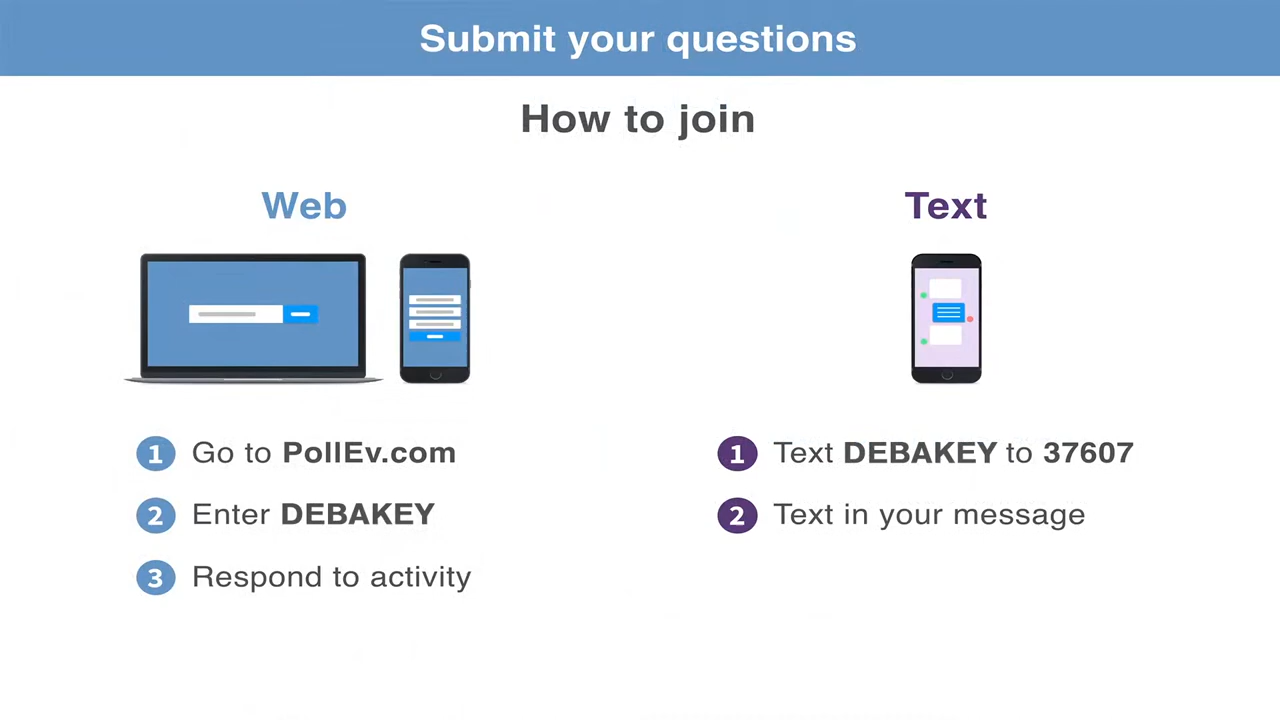 Submit your questions
How to join
Web
1 Go to PollEv.com
2 Enter DEBAKEY
3 Respond to activity
Text
1 Text DEBAKEY to 37607
2 Text in your message